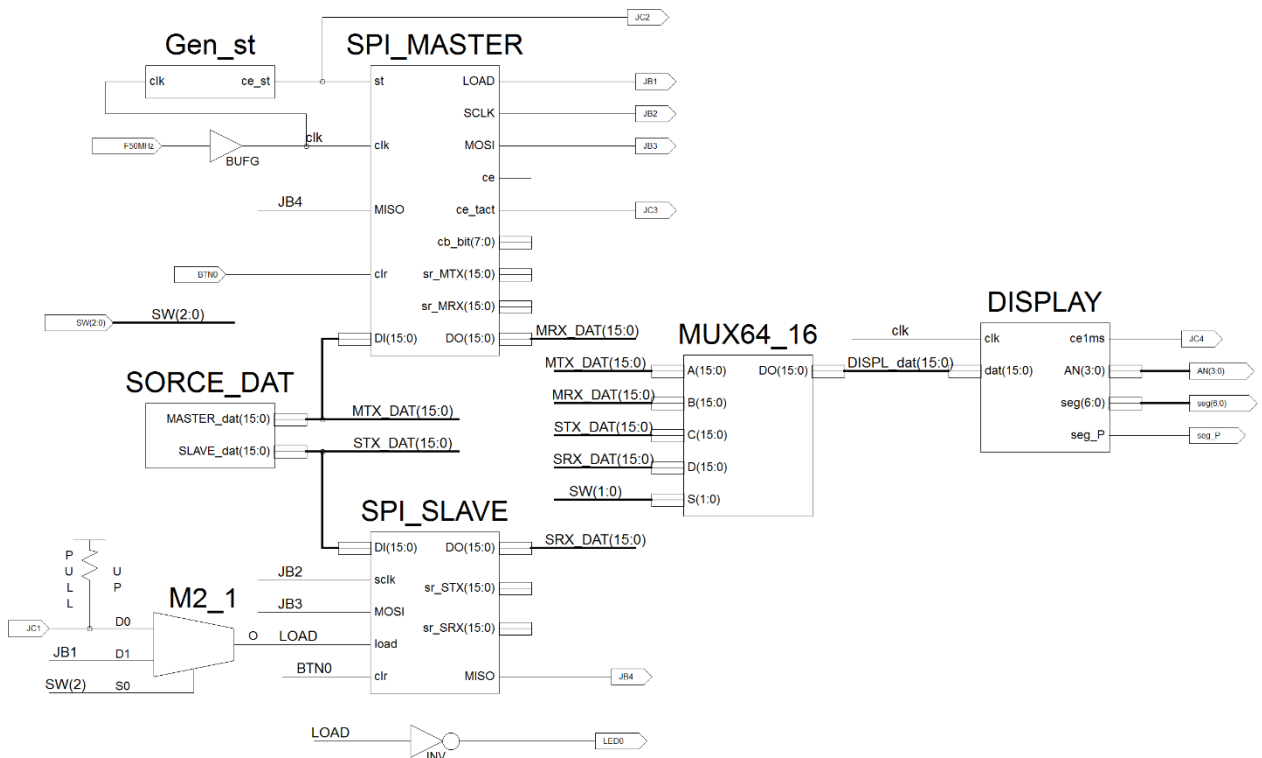 JC2
Gen_st
SPI_MASTER
clk
ce_st
st
LOAD
JB1
SCLK
JB2
F50MHz
BUFG
clk
clk
MOSI
JB3
ce
JB4
MISO
ce_tact
JC3
cb_bit(7:0)
BTN0
clr
sr_MTX(15:0)
sr_MRX(15:0)
SW(2:0)
SW(2:0)
DI(15:0)
DO(15:0)
MRX_DAT(15:0)
SORCE_DAT
MASTER_dat(15:0)
MTX_DAT(15:0)
SLAVE_dat(15:0)
STX_DAT(15:0)
MUX64_16
MTX_DAT(15:0)
A(15:0)
DO(15:0)
DISPL_dat(15:0)
MRX_DAT(15:0)
B(15:0)
STX_DAT(15:0)
C(15:0)
SRX_DAT(15:0)
D(15:0)
SW(1:0)
S(1:0)
DISPLAY
clk
clk
ce1ms
JC4
dat(15:0)
AN(3:0)
AN(3:0)
seg(6:0)
seg(6:0)
seg_P
seg_P
SPI_SLAVE
DI(15:0)
DO(15:0)
SRX_DAT(15:0)
JB2
sclk
sr_STX(15:0)
JB3
MOSI
sr_SRX(15:0)
LOAD
load
BTN0
clr
MISO
JB4
PULL
UP
M2_1
JC1
D0
O
JB1
D1
SW(2)
S0
LOAD
INV
LED0